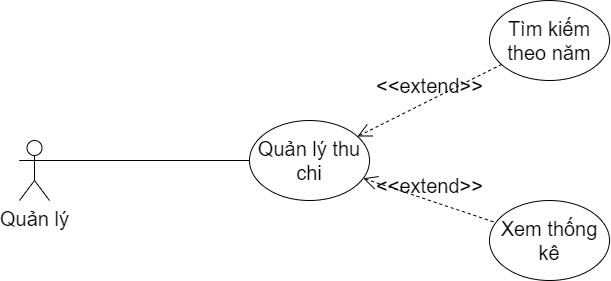 Tìm kiếm
theo năm
<<extend>>
Quản lý thu
chi
<<extend>>
Quản lý
Xem thống
kê